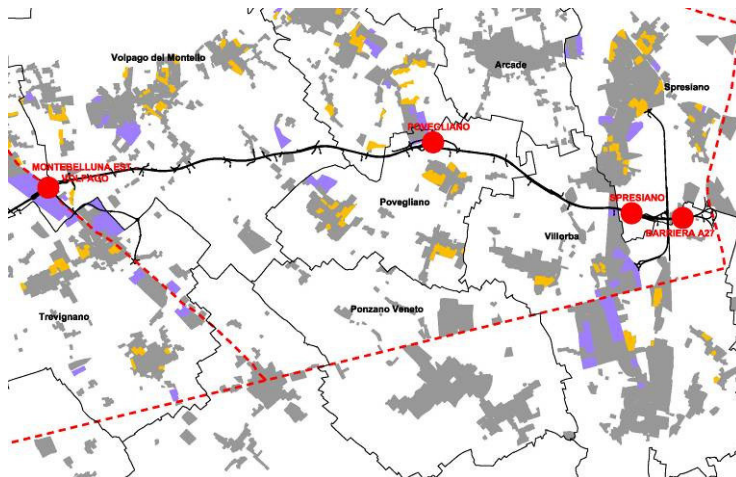 Volpago del Montello
Arcade
Spresiano
POVEGLIANO
MONTEBELLUNA EST
VOLPAGO
Povegliano
SPRESIANO
BARRIERA A27
Villorba
Ponzano Veneto
Trevignano